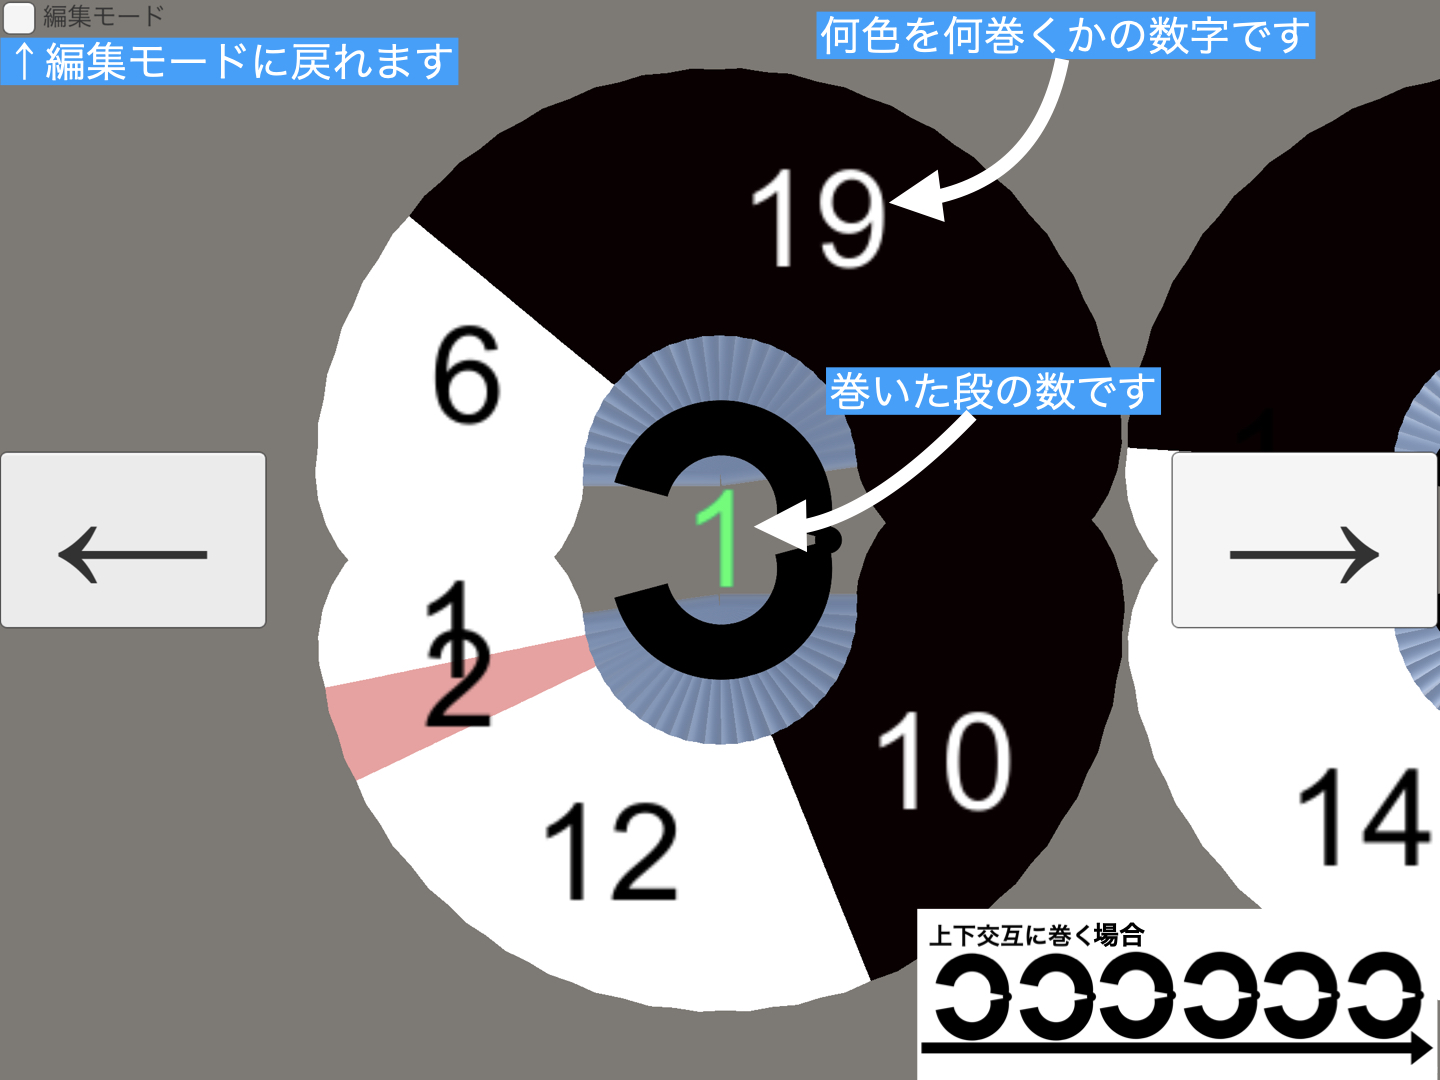 編集モード
↑編集モードに戻れます
何色を何巻くかの数字です
19
6
巻いた段の数です
1
1
←
→
1
2
10
12
14
上下交互に巻く場合